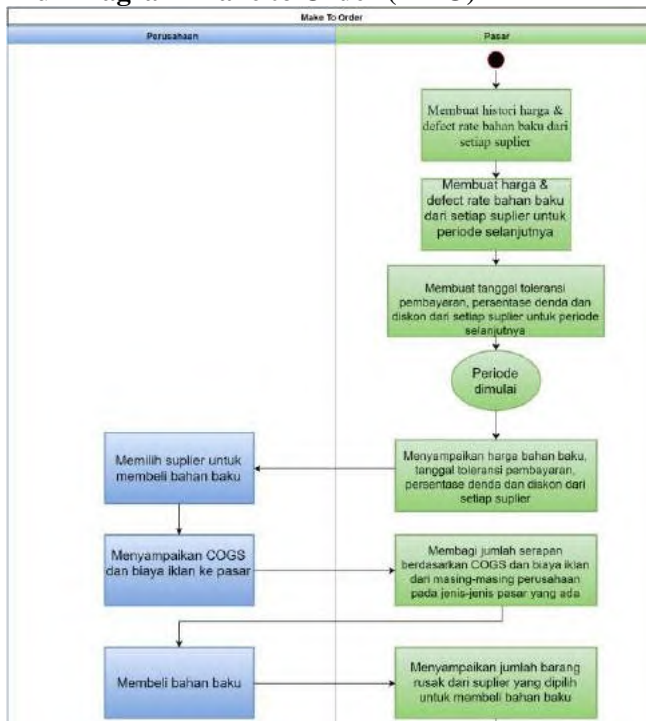 Make To Order
Perusahaan
Pasar
Membuat histori harga &
defect rate bahan baku dari
setiap suplier
Membuat harga &
defect rate bahan baku
dari setiap suplier untuk
periode selanjutnya
Membuat tanggal toleransi
pembayaran, persentase denda dan
diskon dari setiap suplier untuk periode
selanjutnya
Periode
dimulai
Menyampaikan harga bahan baku,
tanggal toleransi pembayaran,
persentase denda dan diskon dari
setiap suplier
Memilih suplier untuk
membeli bahan baku
Menyampaikan COGS
dan biaya iklan ke pasar
Membagi jumlah serapan
berdasarkan COGS dan biaya iklan
dari masing-masing perusahaan
pada jenis-jenis pasar yang ada
Membeli bahan baku
Menyampaikan jumlah barang
rusak dari suplier yang dipilih
untuk membeli bahan baku